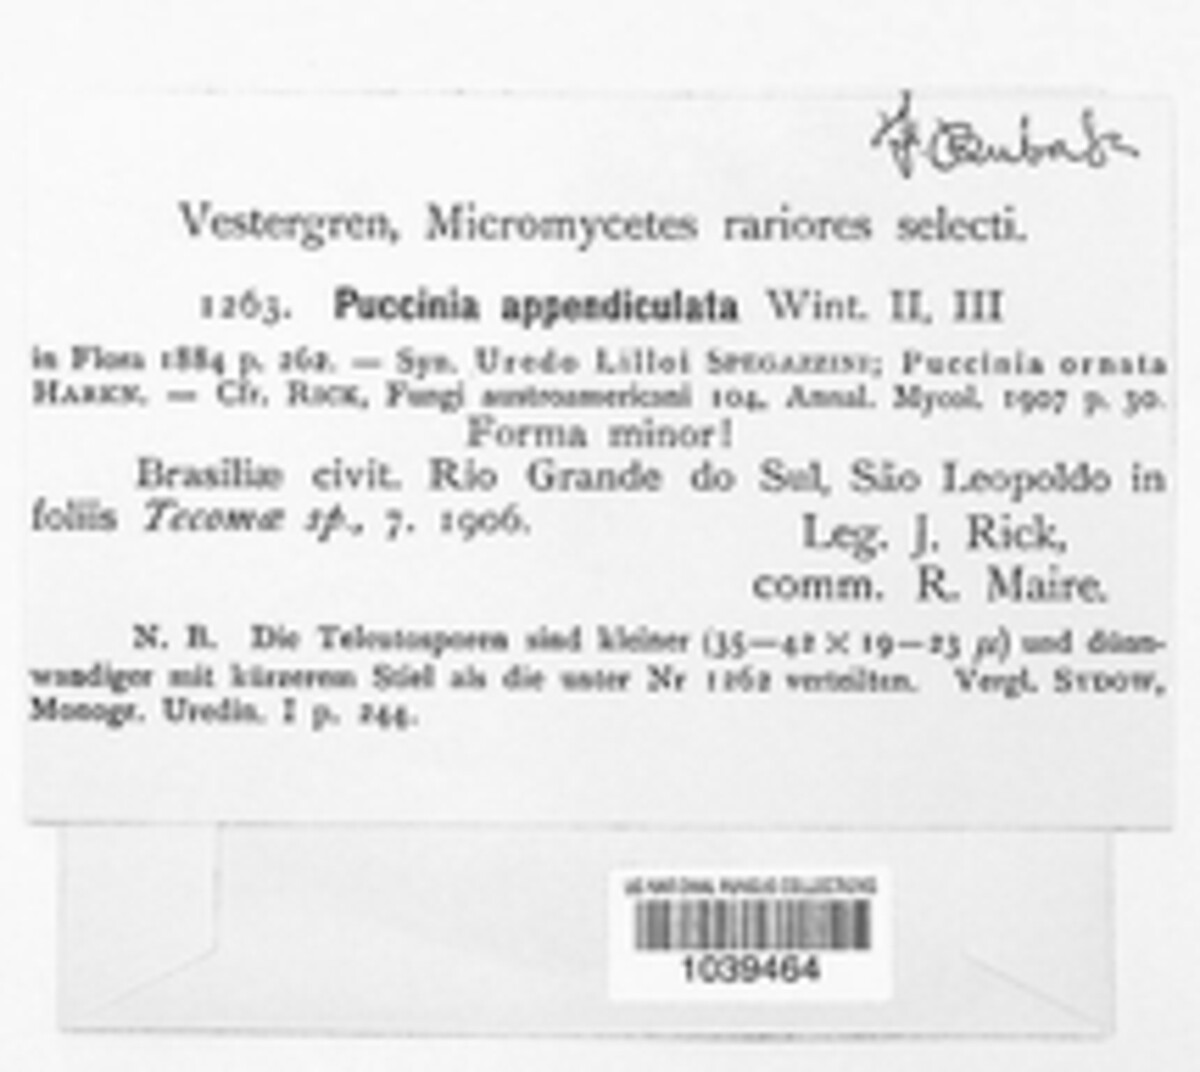 Vestergren, Micromycetes rariores selecti.
1263. Puccinia appendiculata Wint. II, III
in Flora 1884 p. 262. — Syn. Uredo Lilloi SPEGAZZINI; Puccinia ornata
HARKN. — Cfr. RICK, Fungi austroamericani 104, Annal. Mycol. 1907 p. 30.
Forma minor!
Brasiliæ civit. Rio Grande do Sul, São Leopoldo in
foliis Tecomæ sp., 7. 1906.
Leg. J. Rick,
comm. R. Maire.
N. B. Die Teleutosporen sind kleiner (35—42 × 19—23 µ) und dünn-
wandiger mit kürzerem Stiel als die unter Nr 1262 verteilten. Vergl. SYDOW,
Monogr. Uredin. I p. 244.
US NATIONAL FUNGUS COLLECTIONS
1039464